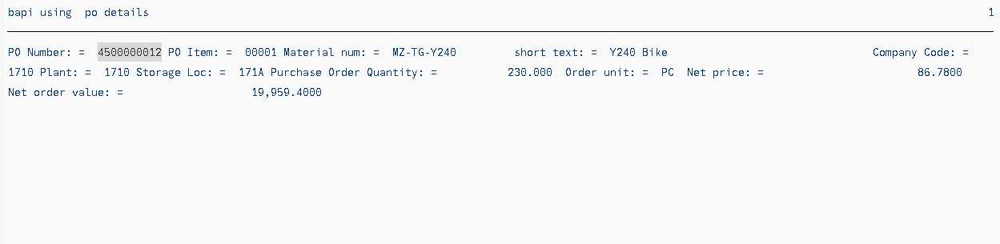 bapi using  po details 1
PO Number: =  4500000012 PO Item: =  00001 Material num: =  MZ-TG-Y240 short text: =  Y240 Bike Company Code: =
1710 Plant: =  1710 Storage Loc: =  171A Purchase Order Quantity: = 230.000  Order unit: =  PC  Net price: = 86.7800
Net order value: = 19,959.4000